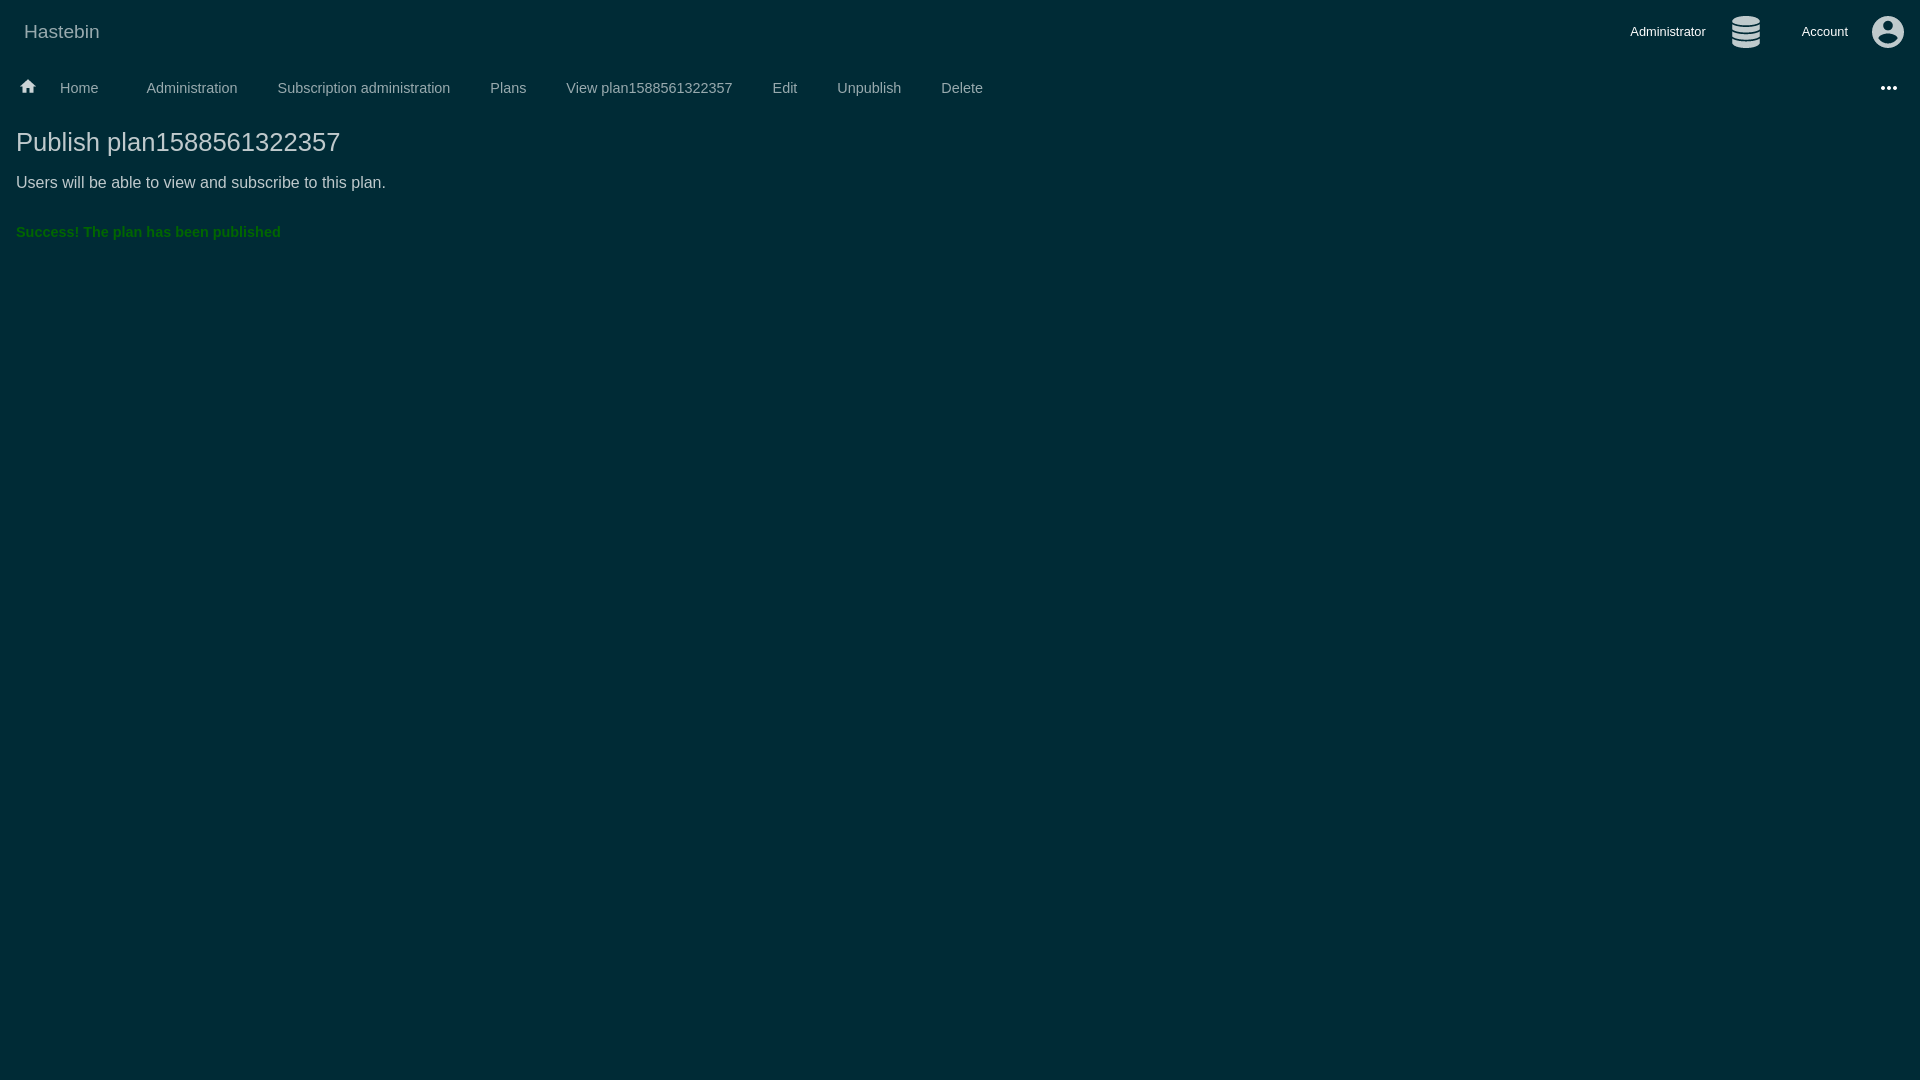 Hastebin
Administrator
Account
Home Administration Subscription administration Plans View plan1588561322357 Edit Unpublish Delete
Publish plan1588561322357
Users will be able to view and subscribe to this plan.
Success! The plan has been published